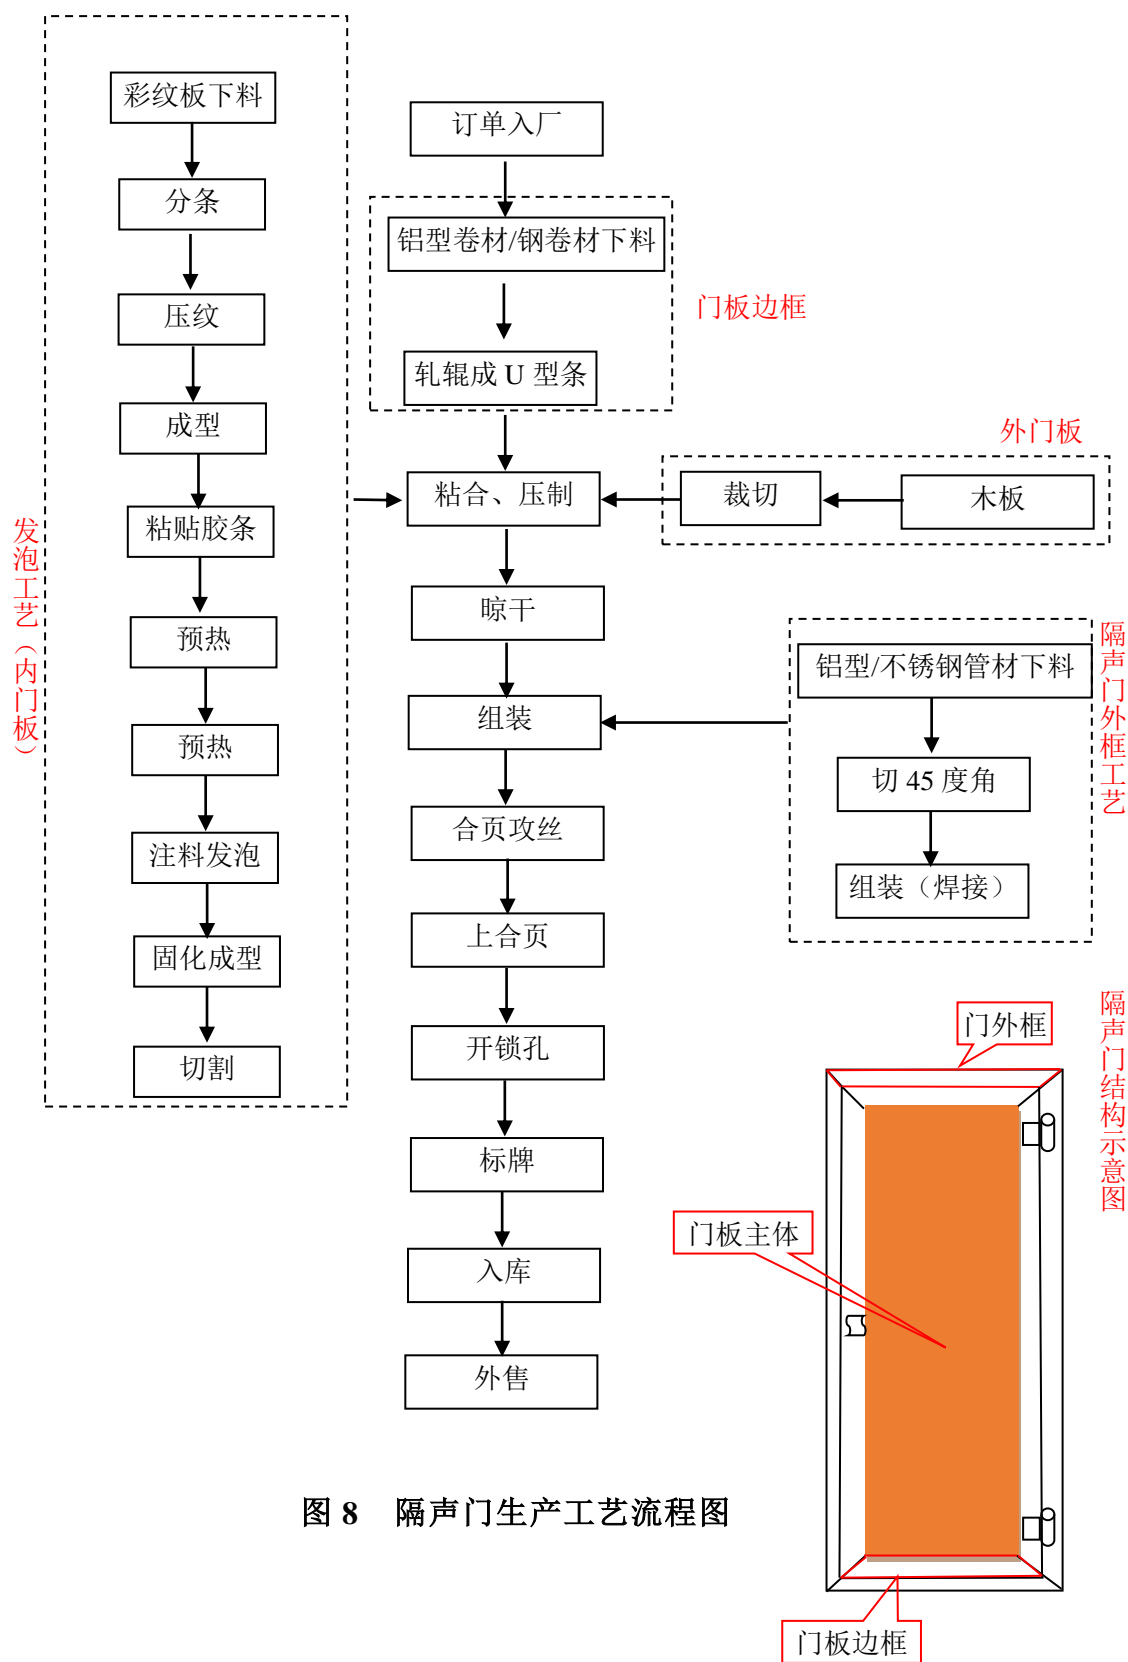 彩纹板下料
分条
压纹
成型
粘贴胶条
预热
预热
注料发泡
固化成型
切割
发泡工艺（内门板）
订单入厂
铝型卷材/钢卷材下料
轧辊成 U 型条
门板边框
粘合、压制
裁切
木板
外门板
晾干
组装
合页攻丝
上合页
开锁孔
标牌
入库
外售
铝型/不锈钢管材下料
切 45 度角
组装（焊接）
隔声门外框工艺
门外框
门板主体
门板边框
隔声门结构示意图
图 8 隔声门生产工艺流程图